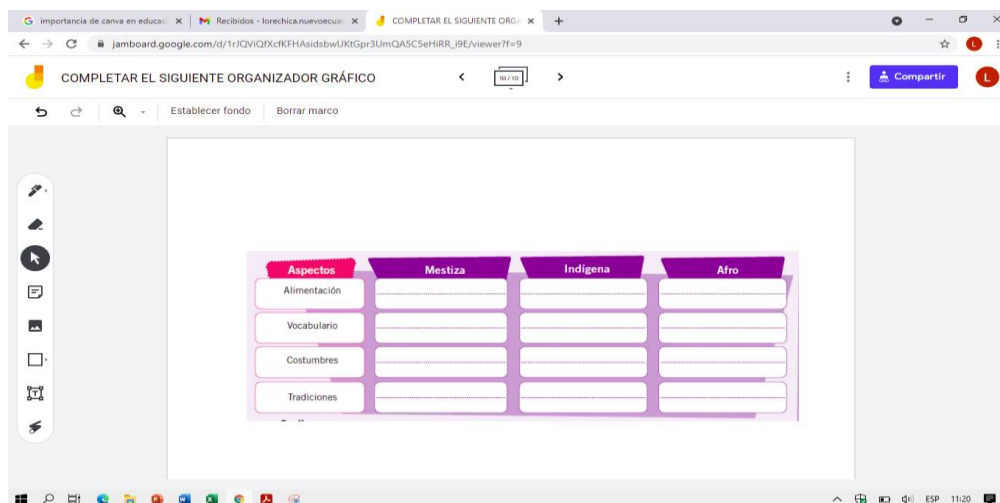 importancia de canva en educac
Recibidos - lorechica.nuevoecuac
COMPLETAR EL SIGUIENTE ORGA
jamboard.google.com/d/1rJQViQfXcfKFHAsidsbwUKtGpr3UmQA5C5eHiRR_i9E/viewer?f=9
L
COMPLETAR EL SIGUIENTE ORGANIZADOR GRÁFICO
10 / 10
Compartir
L
Establecer fondo Borrar marco
Aspectos Mestiza Indígena Afro
Alimentación
Vocabulario
Costumbres
Tradiciones
ESP 11:20